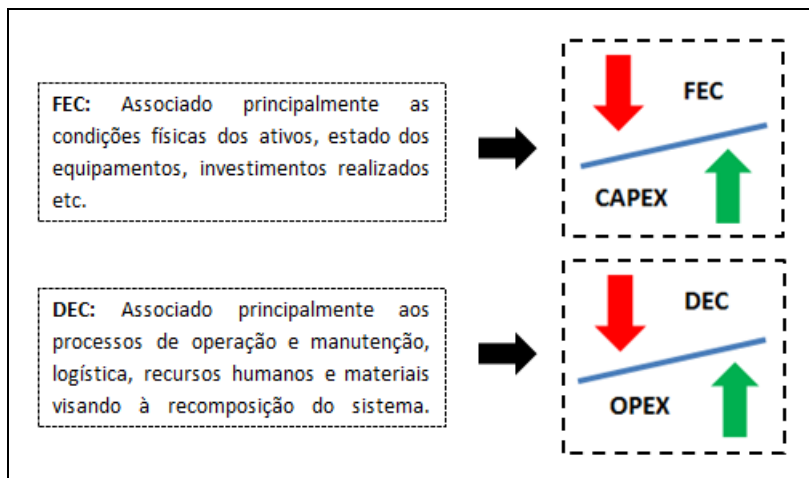 FEC: Associado principalmente as
condições físicas dos ativos, estado dos
equipamentos, investimentos realizados
etc.
FEC
CAPEX
DEC: Associado principalmente aos
processos de operação e manutenção,
logística, recursos humanos e materiais
visando à recomposição do sistema.
DEC
OPEX